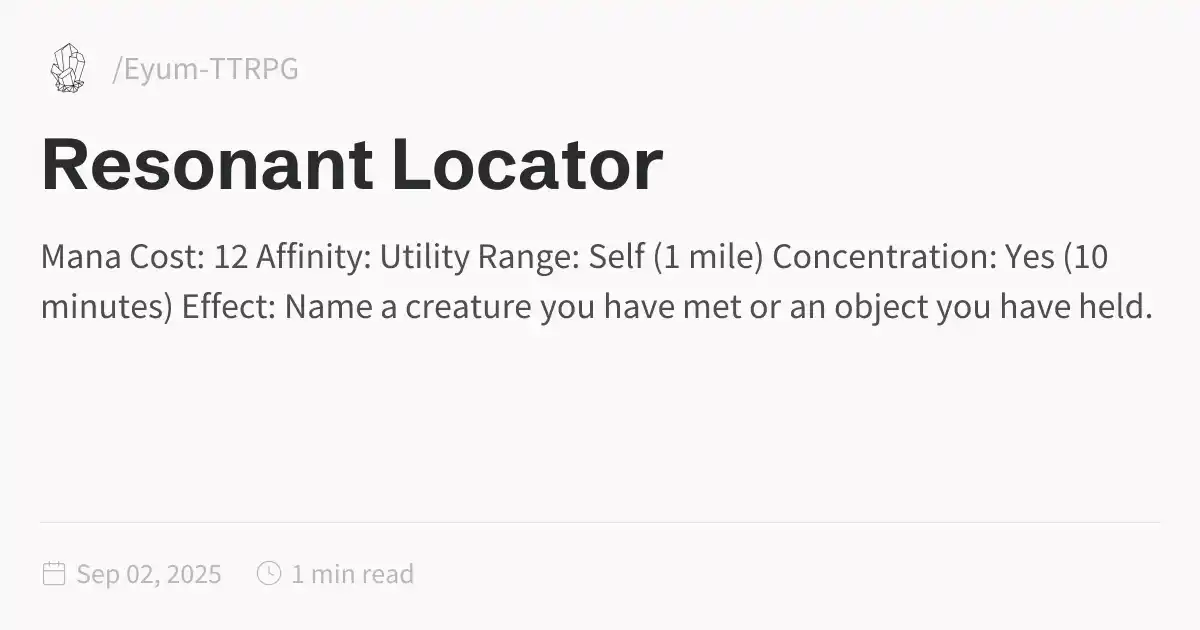 /Eyum-TTRPG
Resonant Locator
Mana Cost: 12 Affinity: Utility Range: Self (1 mile) Concentration: Yes (10
minutes) Effect: Name a creature you have met or an object you have held.
Sep 02, 2025 1 min read